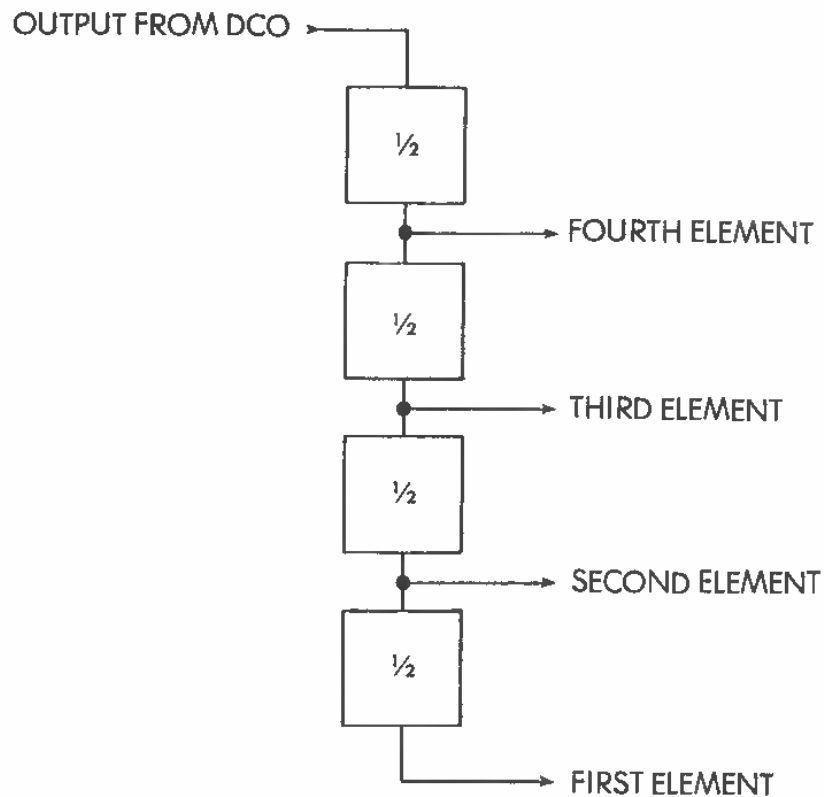 OUTPUT FROM DCO
½
FOURTH ELEMENT
½
THIRD ELEMENT
½
SECOND ELEMENT
½
FIRST ELEMENT